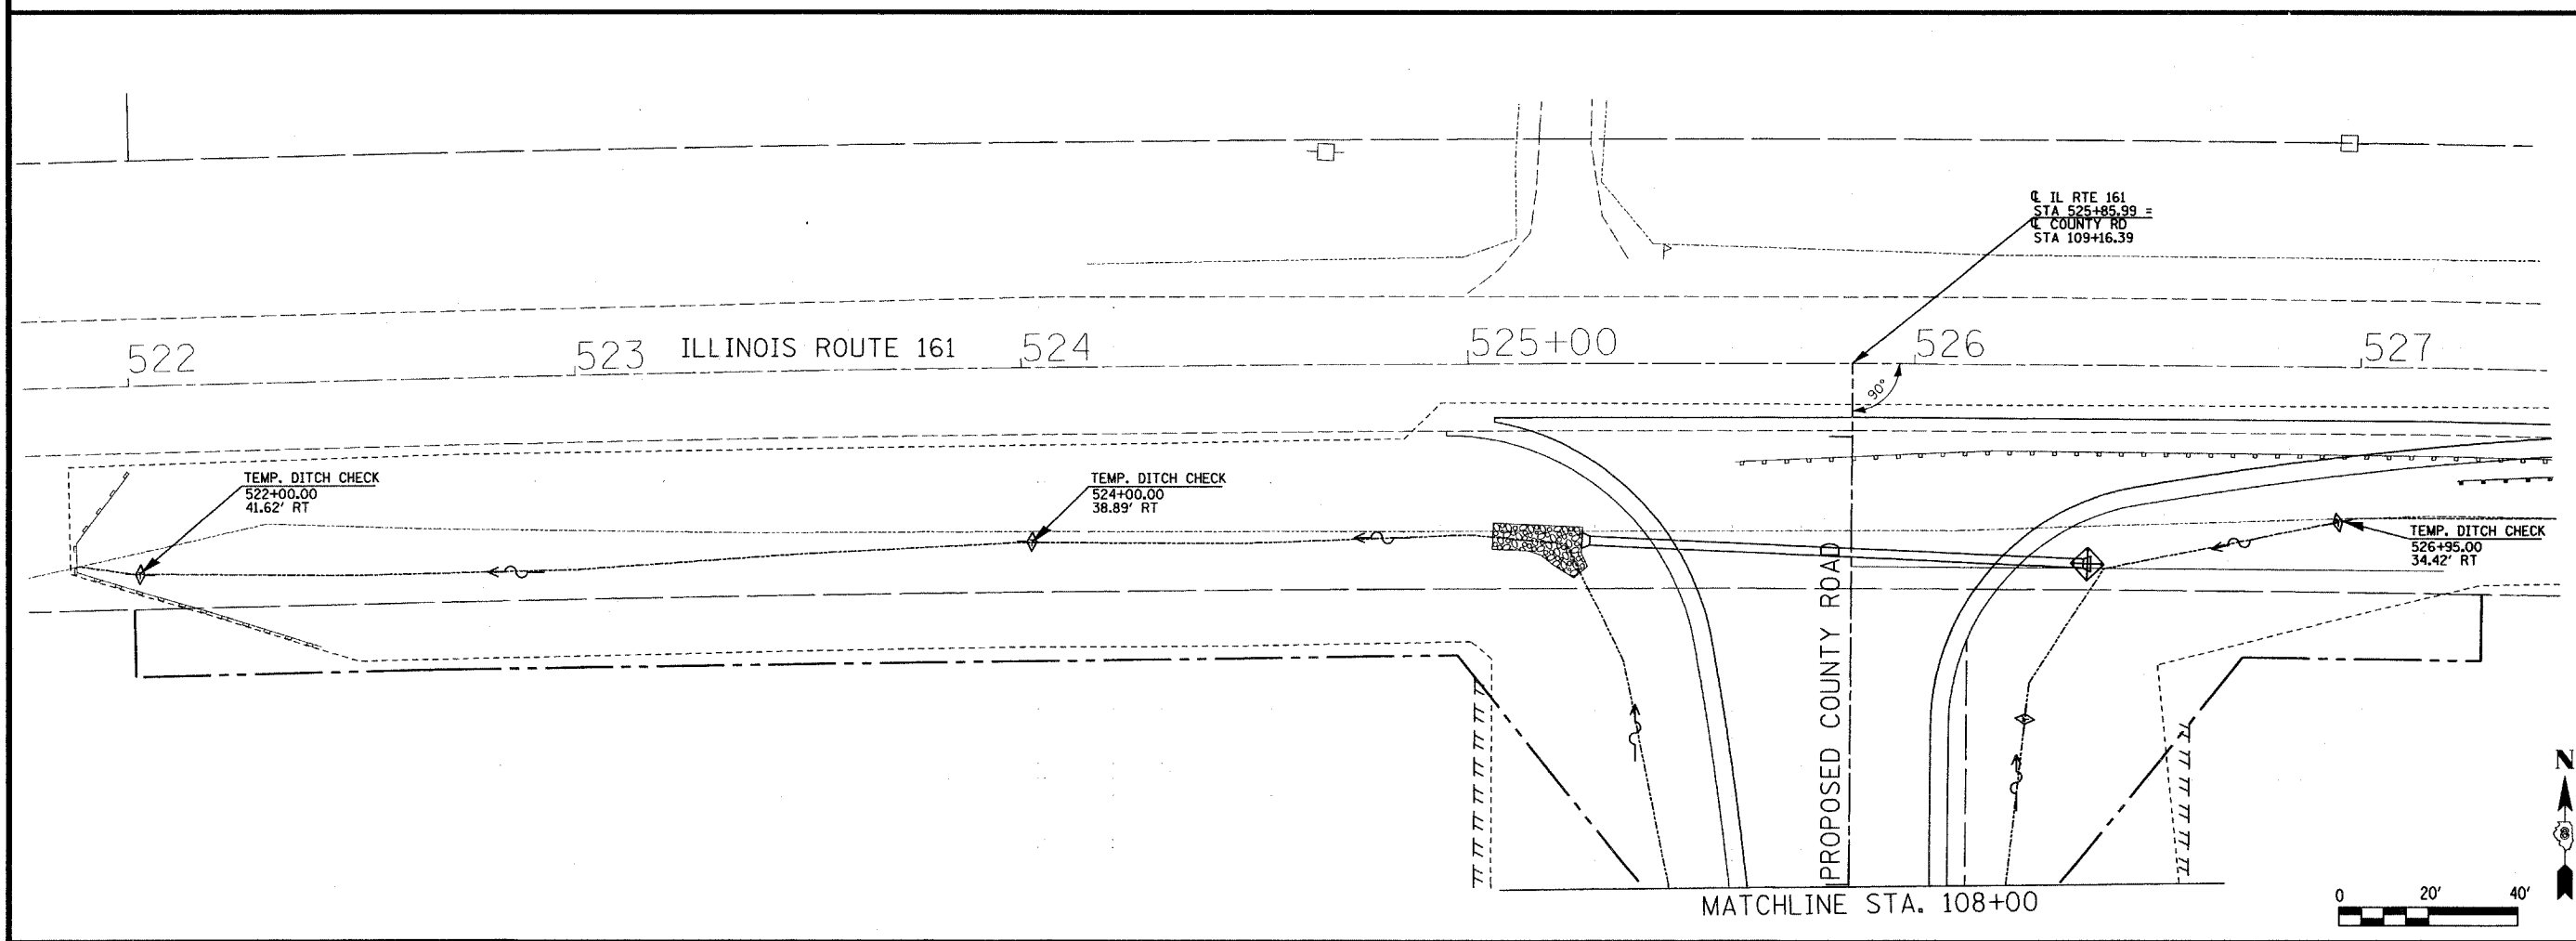 ℄ IL RTE 161
STA 525+85.99 =
℄ COUNTY RD
STA 109+16.39
522
523
ILLINOIS ROUTE 161
524
525+00
526
527
90°
TEMP. DITCH CHECK
522+00.00
41.62' RT
TEMP. DITCH CHECK
524+00.00
38.89' RT
TEMP. DITCH CHECK
526+95.00
34.42' RT
PROPOSED COUNTY ROAD
MATCHLINE STA. 108+00
N
0 20' 40'